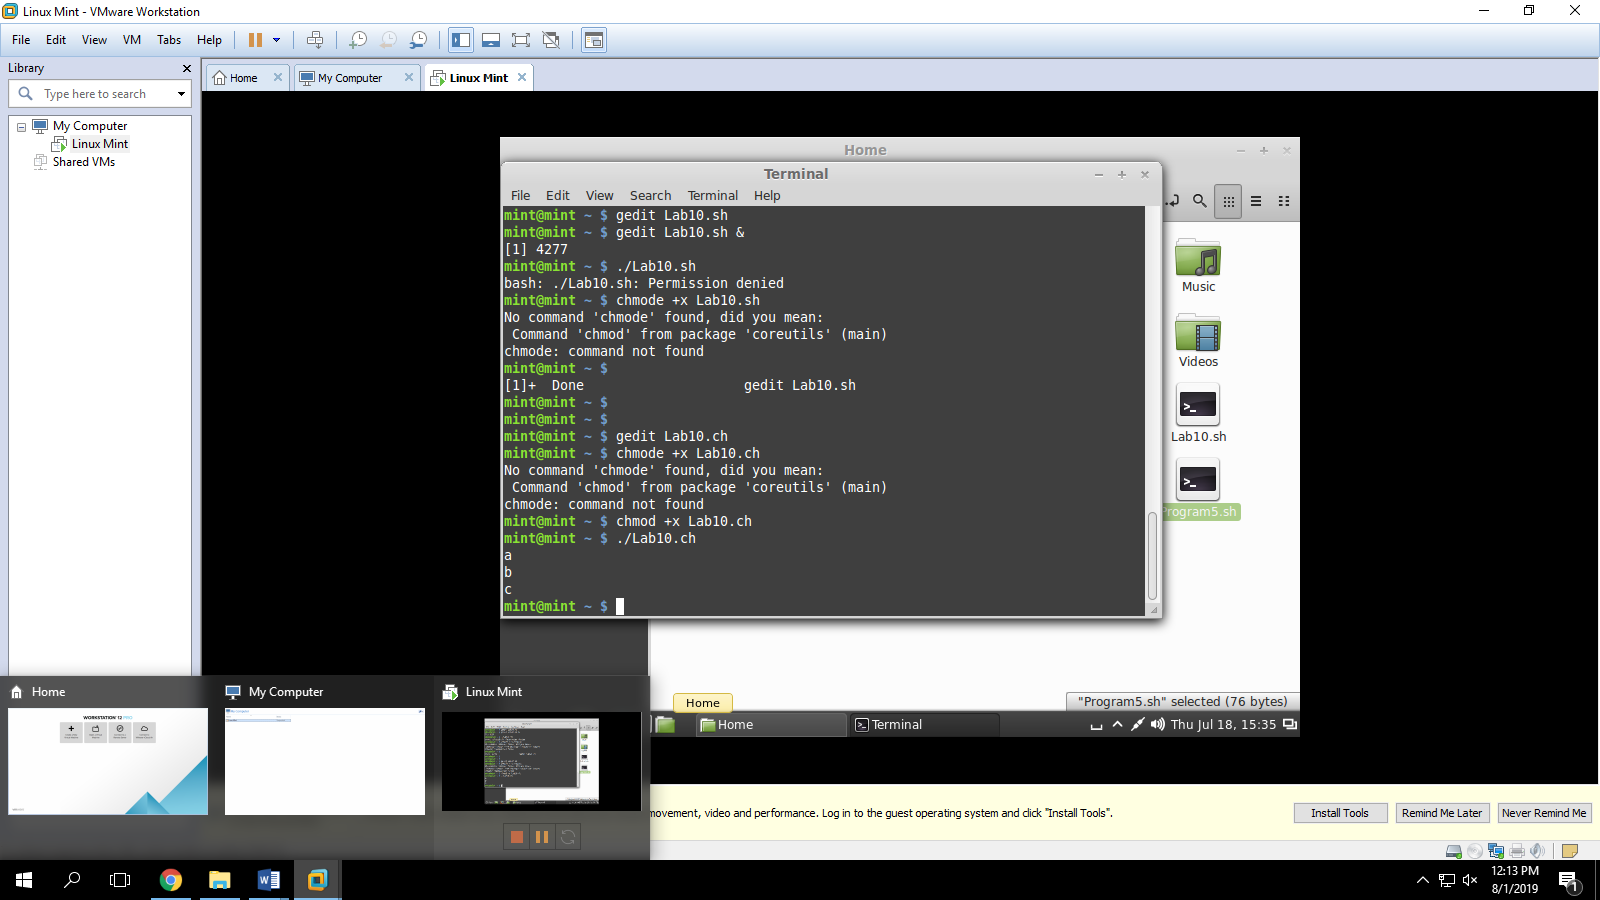 Linux Mint - VMware Workstation
File Edit View VM Tabs Help
Library
Type here to search
My Computer
Linux Mint
Shared VMs
Home My Computer Linux Mint
Home
Terminal
File Edit View Search Terminal Help
mint@mint ~ $ gedit Lab10.sh
mint@mint ~ $ gedit Lab10.sh &
[1] 4277
mint@mint ~ $ ./Lab10.sh
bash: ./Lab10.sh: Permission denied
mint@mint ~ $ chmode +x Lab10.sh
No command 'chmode' found, did you mean:
 Command 'chmod' from package 'coreutils' (main)
chmode: command not found
mint@mint ~ $
[1]+  Done                    gedit Lab10.sh
mint@mint ~ $
mint@mint ~ $
mint@mint ~ $ gedit Lab10.ch
mint@mint ~ $ chmode +x Lab10.ch
No command 'chmode' found, did you mean:
 Command 'chmod' from package 'coreutils' (main)
chmode: command not found
mint@mint ~ $ chmod +x Lab10.ch
mint@mint ~ $ ./Lab10.ch
a
b
c
mint@mint ~ $
Music
Videos
Lab10.sh
Program5.sh
"Program5.sh" selected (76 bytes)
Home
Home Terminal Thu Jul 18, 15:35
Home My Computer Linux Mint
WORKSTATION 12 PRO
movement, video and performance. Log in to the guest operating system and click "Install Tools".
Install Tools Remind Me Later Never Remind Me
12:13 PM
8/1/2019
1